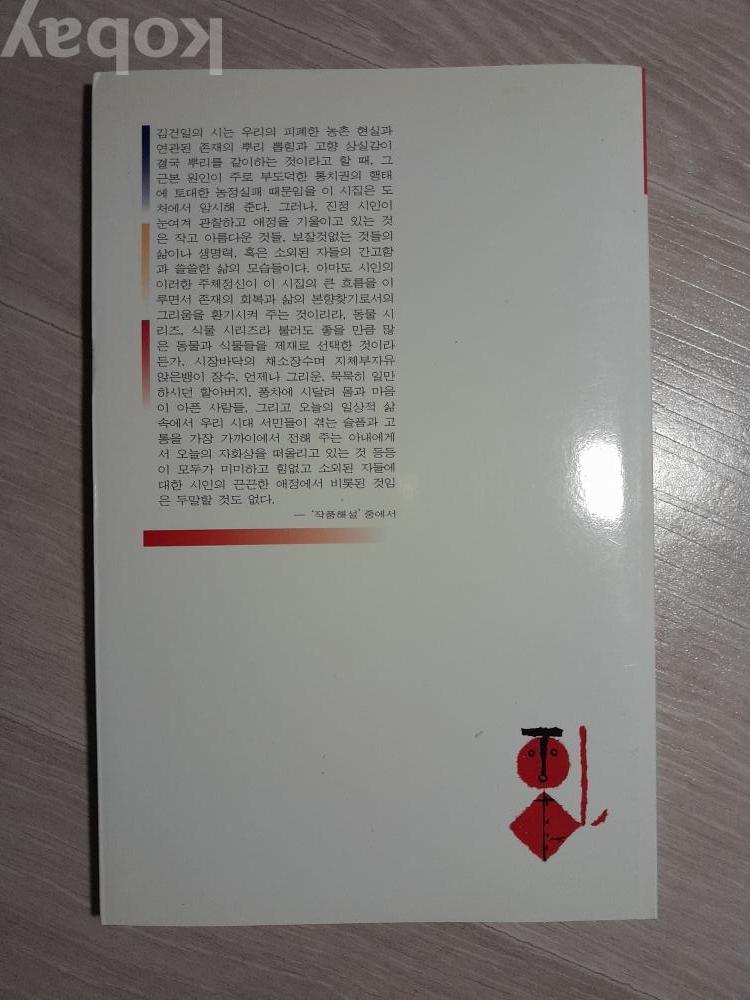 kobay
김건일의 시는 우리의 피폐한 농촌 현실과
연관된 존재의 뿌리 뽑힘과 고향 상실감이
결국 뿌리를 같이하는 것이라고 할 때, 그
근본 원인이 주로 부도덕한 통치권의 행태
에 토대한 농정실패 때문임을 이 시집은 도
처에서 암시해 준다. 그러나, 진정 시인이
눈여겨 관찰하고 애정을 기울이고 있는 것
은 작고 아름다운 것들, 보잘것없는 것들의
삶이나 생명력, 혹은 소외된 자들의 간고함
과 쓸쓸한 삶의 모습들이다. 아마도 시인의
이러한 주체정신이 이 시집의 큰 흐름을 이
루면서 존재의 회복과 삶의 본향찾기로서의
그리움을 환기시켜 주는 것이리라. 동물 시
리즈, 식물 시리즈라 불러도 좋을 만큼 많
은 동물과 식물들을 제재로 선택한 것이라
든가, 시장바닥의 채소장수며 지체부자유
앉은뱅이 장수, 언제나 그리운, 묵묵히 일만
하시던 할아버지, 풍차에 시달려 몸과 마음
이 아픈 사람들, 그리고 오늘의 일상적 삶
속에서 우리 시대 서민들이 겪는 슬픔과 고
통을 가장 가까이에서 전해 주는 아내에게
서 오늘의 자화상을 떠올리고 있는 것 등등
이 모두가 미미하고 힘없고 소외된 자들에
대한 시인의 끈끈한 애정에서 비롯된 것임
은 두말할 것도 없다.
— '작품해설' 중에서